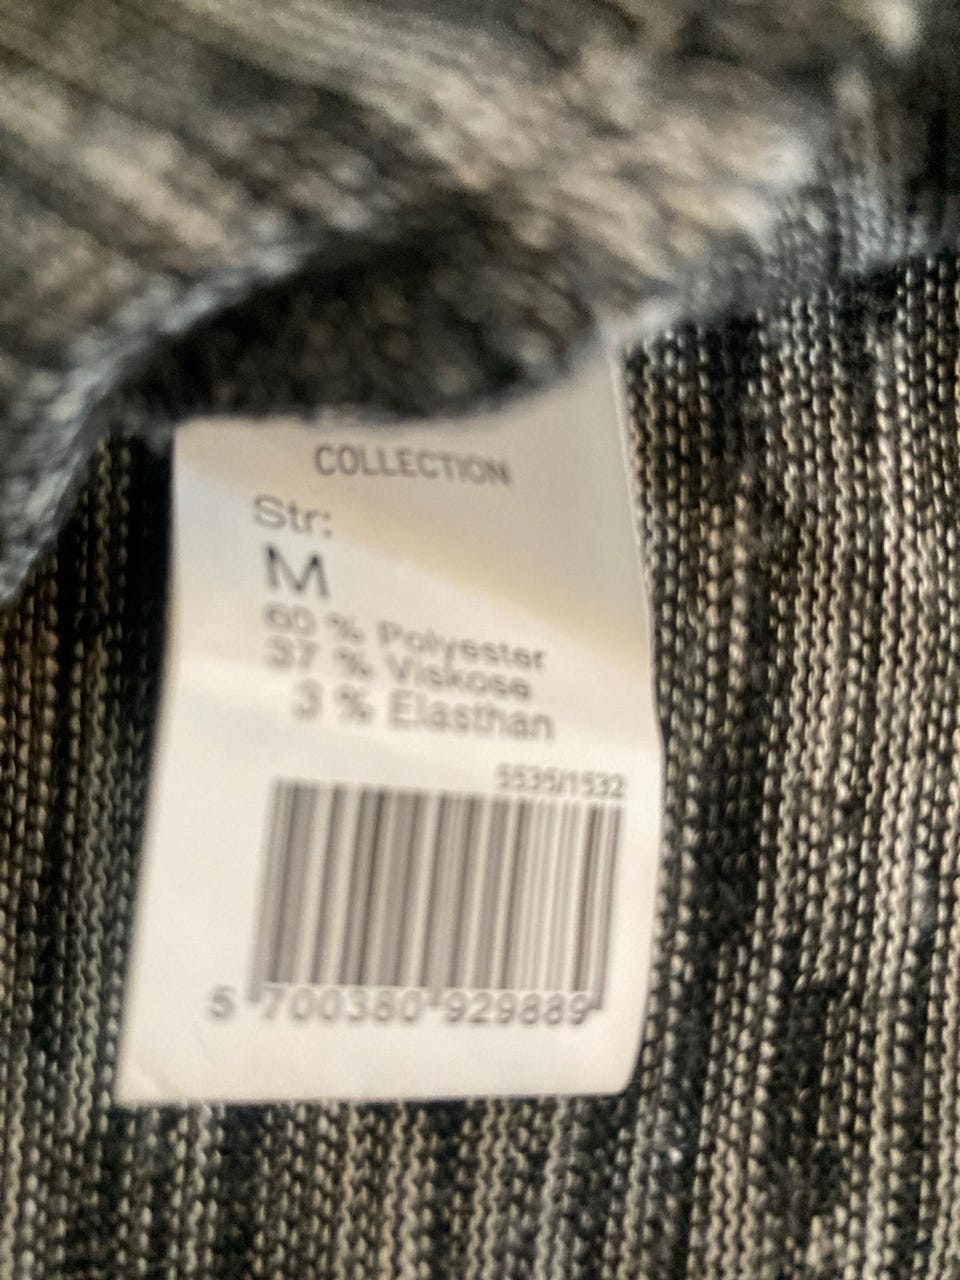 COLLECTION
Str:
M
60 % Polyester
37 % Viskose
3 % Elasthan
5535/1532
5 700380 929889